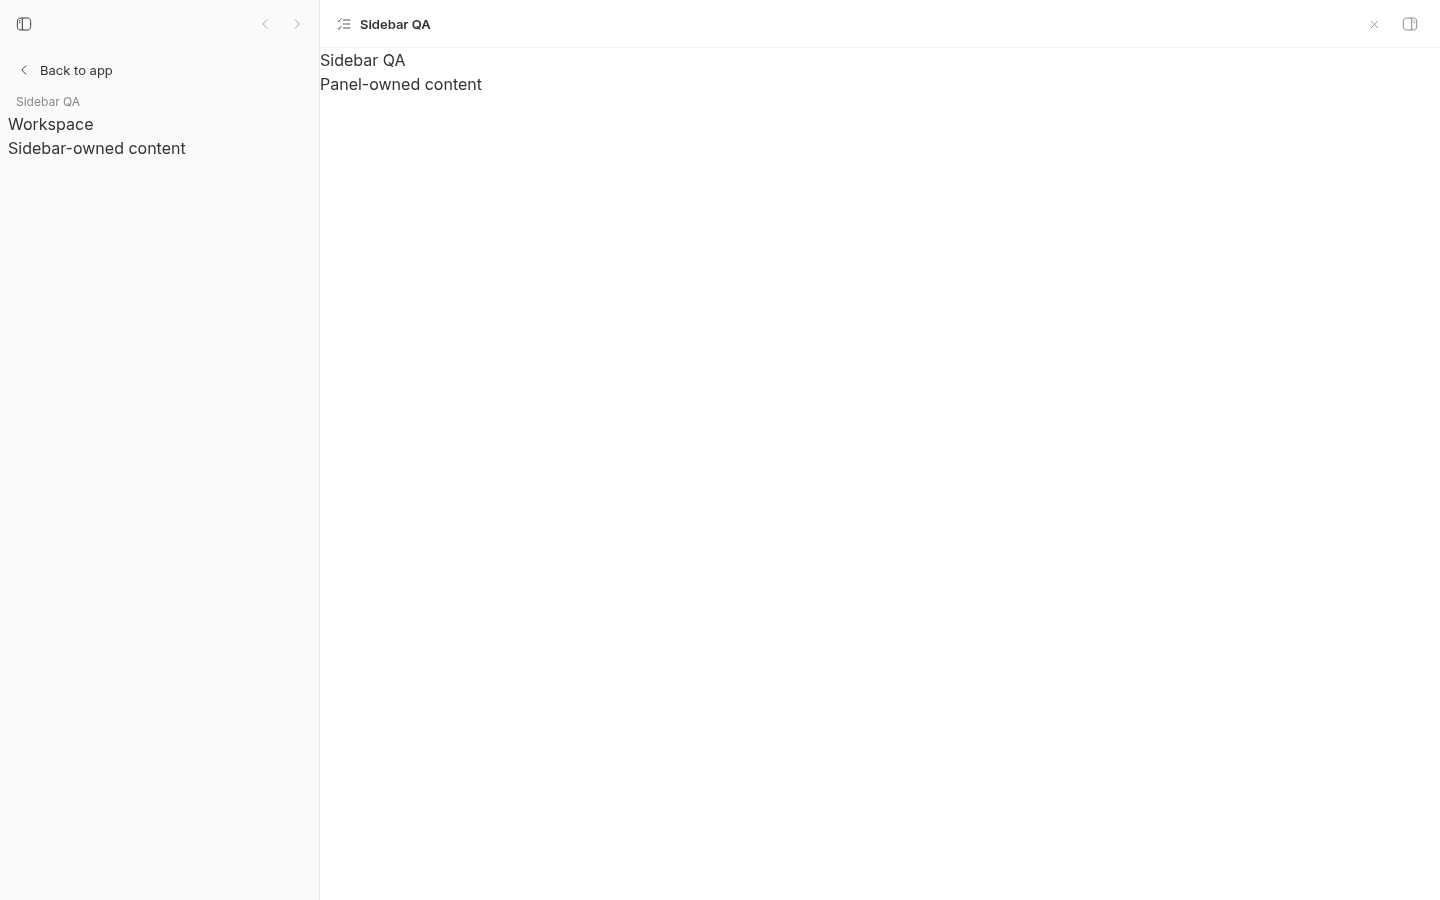 Back to app
Sidebar QA
Workspace
Sidebar-owned content
Sidebar QA
Sidebar QA
Panel-owned content